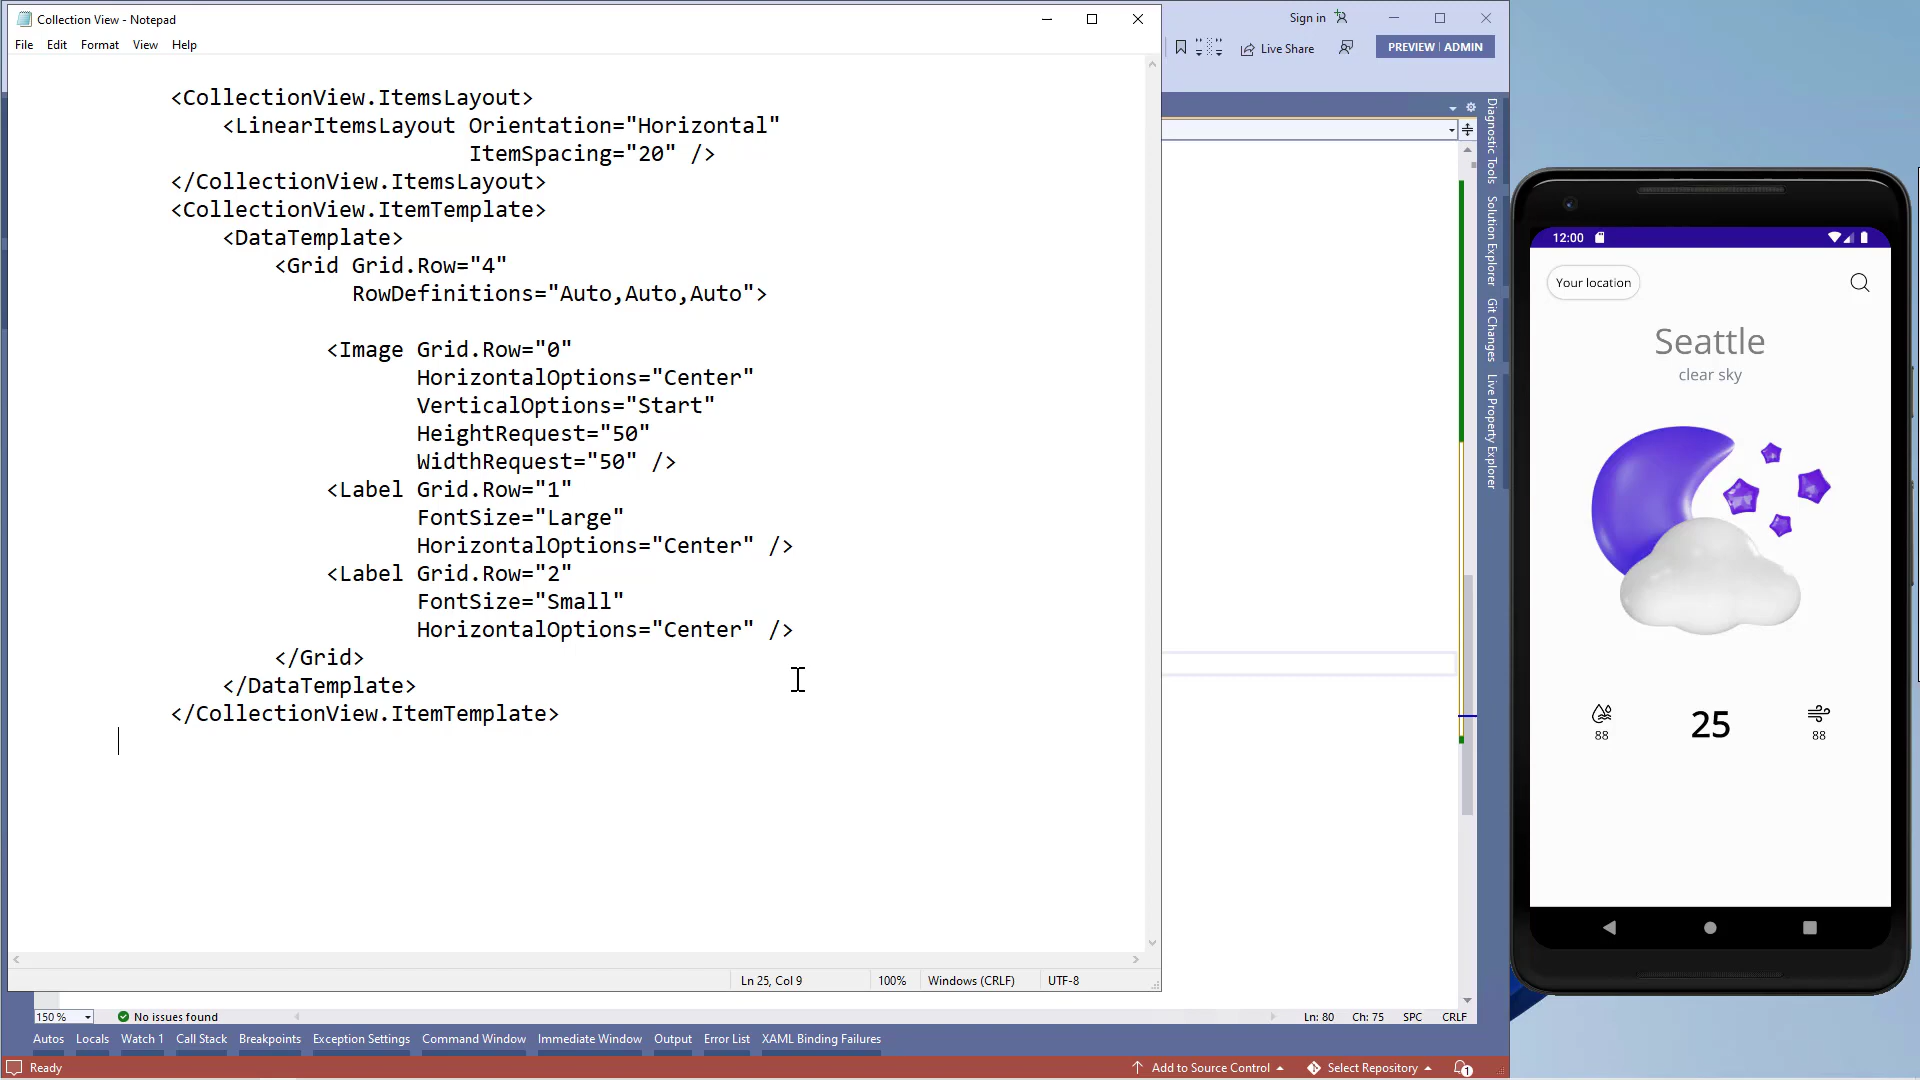 Collection View - Notepad
File Edit Format View Help
<CollectionView.ItemsLayout>
<LinearItemsLayout Orientation="Horizontal"
ItemSpacing="20" />
</CollectionView.ItemsLayout>
<CollectionView.ItemTemplate>
<DataTemplate>
<Grid Grid.Row="4"
RowDefinitions="Auto,Auto,Auto">
<Image Grid.Row="0"
HorizontalOptions="Center"
VerticalOptions="Start"
HeightRequest="50"
WidthRequest="50" />
<Label Grid.Row="1"
FontSize="Large"
HorizontalOptions="Center" />
<Label Grid.Row="2"
FontSize="Small"
HorizontalOptions="Center" />
</Grid>
</DataTemplate>
</CollectionView.ItemTemplate>
Ln 25, Col 9 100% Windows (CRLF) UTF-8
Sign in
Live Share
PREVIEW | ADMIN
Diagnostic Tools
Solution Explorer
Git Changes
Live Property Explorer
150 % No issues found Ln: 80 Ch: 75 SPC CRLF
Autos Locals Watch 1 Call Stack Breakpoints Exception Settings Command Window Immediate Window Output Error List XAML Binding Failures
Ready Add to Source Control Select Repository 1
12:00
Your location
Seattle
clear sky
88 25 88